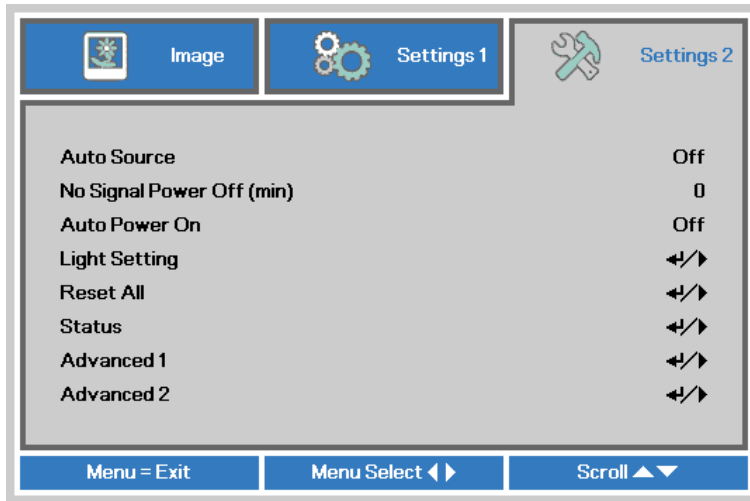 Image Settings 1 Settings 2
Auto Source Off
No Signal Power Off (min) 0
Auto Power On Off
Light Setting ↵/▶
Reset All ↵/▶
Status ↵/▶
Advanced 1 ↵/▶
Advanced 2 ↵/▶
Menu = Exit Menu Select ◀▶ Scroll ▲▼